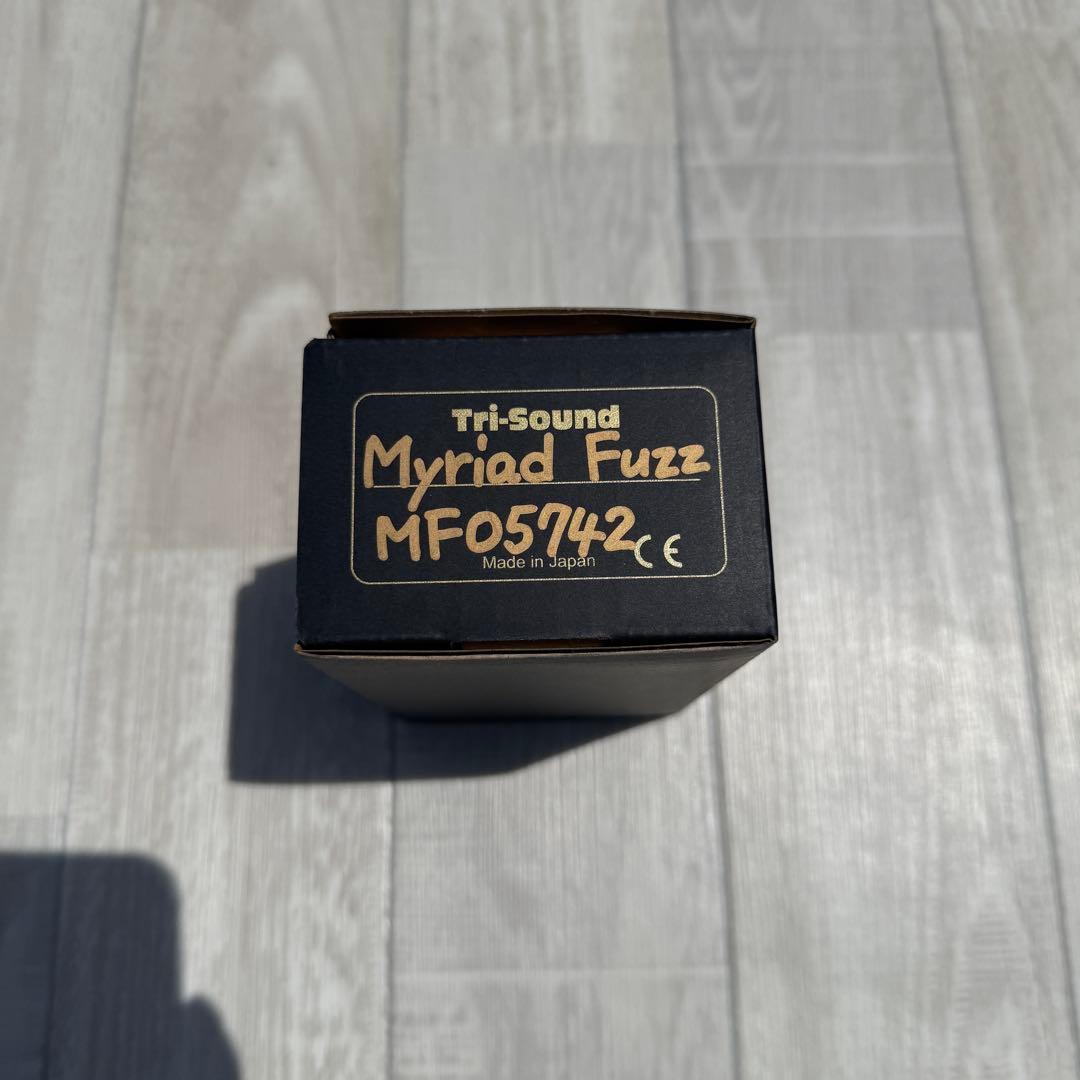 Tri-Sound
Myriad Fuzz
MF05742
Made in Japan CE